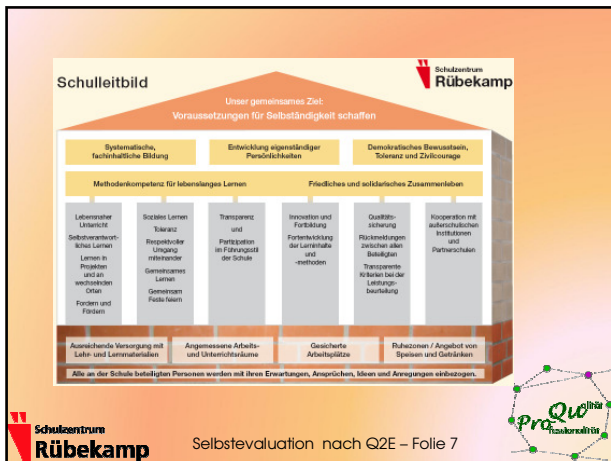 Schulleitbild
Schulzentrum
Rübekamp
Unser gemeinsames Ziel:
Voraussetzungen für Selbständigkeit schaffen
Systematische,
fachinhaltliche Bildung
Entwicklung eigenständiger
Persönlichkeiten
Demokratisches Bewusstsein,
Toleranz und Zivilcourage
Methodenkompetenz für lebenslanges Lernen
Friedliches und solidarisches Zusammenleben
Lebensnaher
Unterricht
Selbstverantwort-
liches Lernen
Lernen in
Projekten
und an
wechselnden
Orten
Fordern und
Fördern
Soziales Lernen
Toleranz
Respektvoller
Umgang
miteinander
Gemeinsames
Lernen
Gemeinsam
Feste feiern
Transparenz
und
Partizipation
im Führungsstil
der Schule
Innovation und
Fortbildung
Fortentwicklung
der Lerninhalte
und
-methoden
Qualitäts-
sicherung
Rückmeldungen
zwischen allen
Beteiligten
Transparente
Kriterien bei der
Leistungs-
beurteilung
Kooperation mit
außerschulischen
Institutionen
und
Partnerschulen
Ausreichende Versorgung mit
Lehr- und Lernmaterialien
Angemessene Arbeits-
und Unterrichtsräume
Gesicherte
Arbeitsplätze
Ruhezonen / Angebot von
Speisen und Getränken
Alle an der Schule beteiligten Personen werden mit ihren Erwartungen, Ansprüchen, Ideen und Anregungen einbezogen.
Schulzentrum
Rübekamp
Selbstevaluation nach Q2E – Folie 7
ProQualität
fessionalität